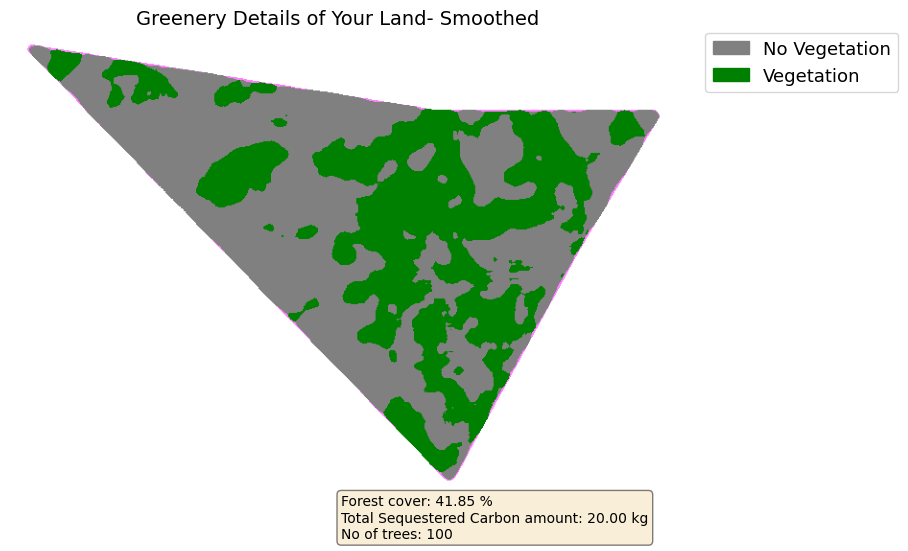 Greenery Details of Your Land- Smoothed
No Vegetation
Vegetation
Forest cover: 41.85 %
Total Sequestered Carbon amount: 20.00 kg
No of trees: 100